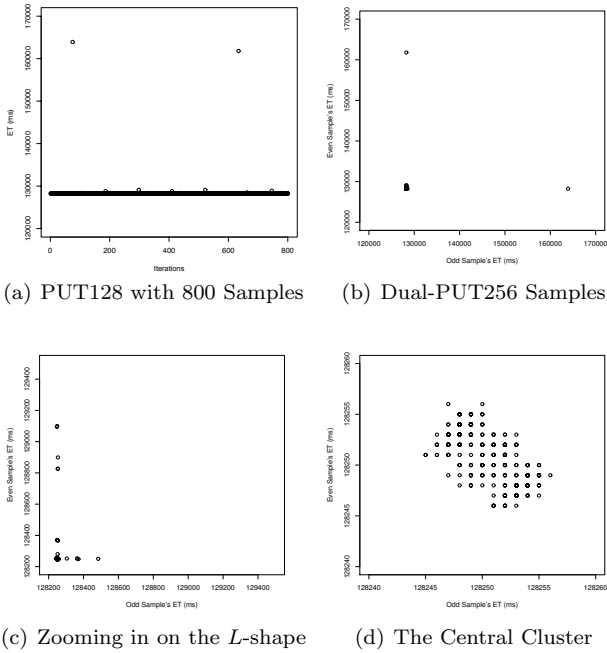 120000 130000 140000 150000 160000 170000
ET (ms)
0 200 400 600 800
Iterations
(a) PUT128 with 800 Samples
120000 130000 140000 150000 160000 170000
Even Sample's ET (ms)
120000 130000 140000 150000 160000 170000
Odd Sample's ET (ms)
(b) Dual-PUT256 Samples
128200 128400 128600 128800 129000 129200 129400
Even Sample's ET (ms)
128200 128400 128600 128800 129000 129200 129400
Odd Sample's ET (ms)
(c) Zooming in on the L-shape
128240 128245 128250 128255 128260
Even Sample's ET (ms)
128240 128245 128250 128255 128260
Odd Sample's ET (ms)
(d) The Central Cluster